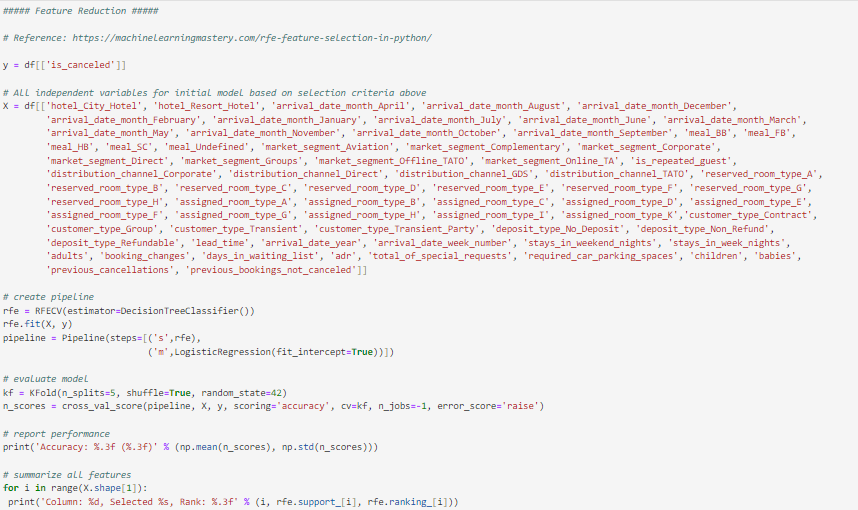 ##### Feature Reduction #####
# Reference: https://machinelearningmastery.com/rfe-feature-selection-in-python/
y = df[['is_canceled']]
# All independent variables for initial model based on selection criteria above
X = df[['hotel_City_Hotel', 'hotel_Resort_Hotel', 'arrival_date_month_April', 'arrival_date_month_August', 'arrival_date_month_December',
'arrival_date_month_February', 'arrival_date_month_January', 'arrival_date_month_July', 'arrival_date_month_June', 'arrival_date_month_March',
'arrival_date_month_May', 'arrival_date_month_November', 'arrival_date_month_October', 'arrival_date_month_September', 'meal_BB', 'meal_FB',
'meal_HB', 'meal_SC', 'meal_Undefined', 'market_segment_Aviation', 'market_segment_Complementary', 'market_segment_Corporate',
'market_segment_Direct', 'market_segment_Groups', 'market_segment_Offline_TATO', 'market_segment_Online_TA', 'is_repeated_guest',
'distribution_channel_Corporate', 'distribution_channel_Direct', 'distribution_channel_GDS', 'distribution_channel_TATO', 'reserved_room_type_A',
'reserved_room_type_B', 'reserved_room_type_C', 'reserved_room_type_D', 'reserved_room_type_E', 'reserved_room_type_F', 'reserved_room_type_G',
'reserved_room_type_H', 'assigned_room_type_A', 'assigned_room_type_B', 'assigned_room_type_C', 'assigned_room_type_D', 'assigned_room_type_E',
'assigned_room_type_F', 'assigned_room_type_G', 'assigned_room_type_H', 'assigned_room_type_I', 'assigned_room_type_K','customer_type_Contract',
'customer_type_Group', 'customer_type_Transient', 'customer_type_Transient_Party', 'deposit_type_No_Deposit', 'deposit_type_Non_Refund',
'deposit_type_Refundable', 'lead_time', 'arrival_date_year', 'arrival_date_week_number', 'stays_in_weekend_nights', 'stays_in_week_nights',
'adults', 'booking_changes', 'days_in_waiting_list', 'adr', 'total_of_special_requests', 'required_car_parking_spaces', 'children', 'babies',
'previous_cancellations', 'previous_bookings_not_canceled']]
# create pipeline
rfe = RFECV(estimator=DecisionTreeClassifier())
rfe.fit(X, y)
pipeline = Pipeline(steps=[('s',rfe),
('m',LogisticRegression(fit_intercept=True))])
# evaluate model
kf = KFold(n_splits=5, shuffle=True, random_state=42)
n_scores = cross_val_score(pipeline, X, y, scoring='accuracy', cv=kf, n_jobs=-1, error_score='raise')
# report performance
print('Accuracy: %.3f (%.3f)' % (np.mean(n_scores), np.std(n_scores)))
# summarize all features
for i in range(X.shape[1]):
print('Column: %d, Selected %s, Rank: %.3f' % (i, rfe.support_[i], rfe.ranking_[i]))